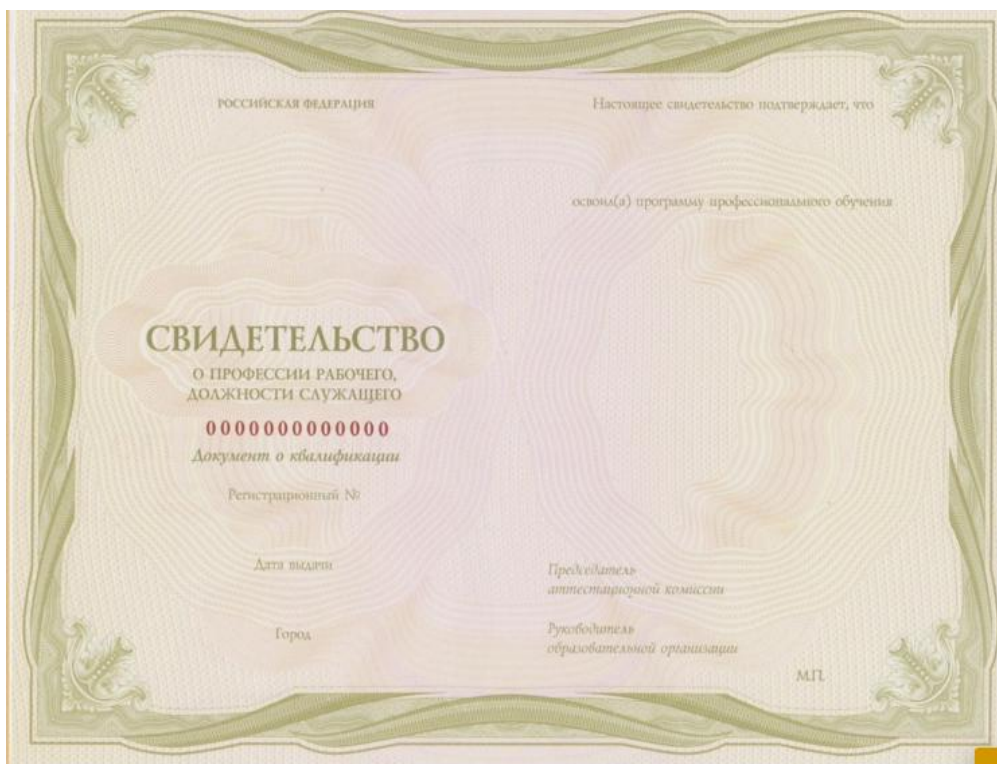 РОССИЙСКАЯ ФЕДЕРАЦИЯ
СВИДЕТЕЛЬСТВО
О ПРОФЕССИИ РАБОЧЕГО,
ДОЛЖНОСТИ СЛУЖАЩЕГО
0000000000000
Документ о квалификации
Регистрационный №
Дата выдачи
Город
Настоящее свидетельство подтверждает, что
освоил(а) программу профессионального обучения
Председатель
аттестационной комиссии
Руководитель
образовательной организации
М.П.